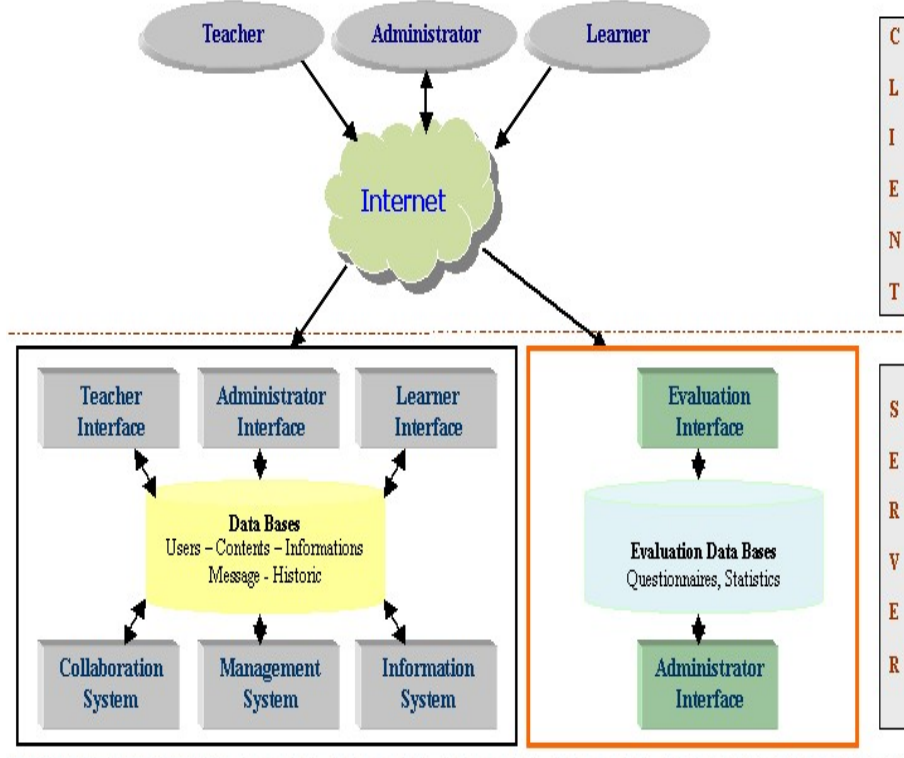 Teacher
Administrator
Learner
Internet
C
L
I
E
N
T
Teacher
Interface
Administrator
Interface
Learner
Interface
Data Bases
Users – Contents – Informations
Message - Historic
Collaboration
System
Management
System
Information
System
Evaluation
Interface
Evaluation Data Bases
Questionnaires, Statistics
Administrator
Interface
S
E
R
V
E
R